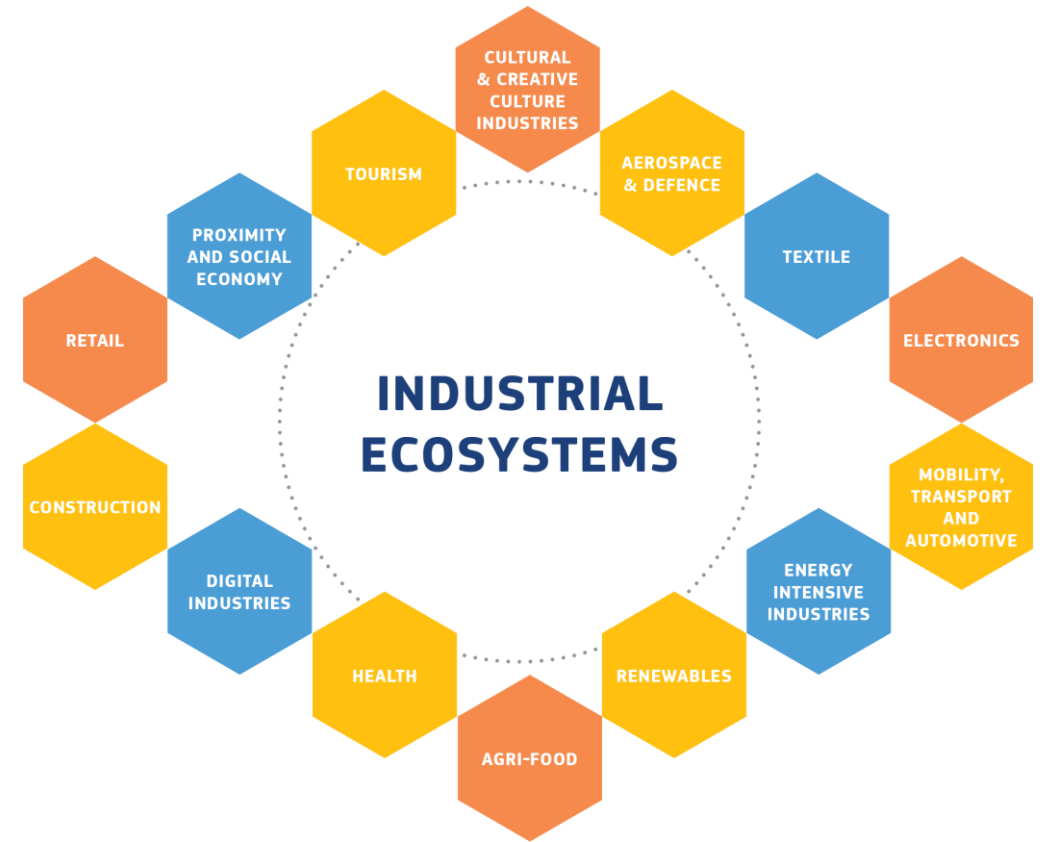 CULTURAL
& CREATIVE
CULTURE
INDUSTRIES
AEROSPACE
& DEFENCE
TEXTILE
ELECTRONICS
MOBILITY,
TRANSPORT
AND
AUTOMOTIVE
ENERGY
INTENSIVE
INDUSTRIES
RENEWABLES
AGRI-FOOD
HEALTH
DIGITAL
INDUSTRIES
CONSTRUCTION
RETAIL
PROXIMITY
AND SOCIAL
ECONOMY
TOURISM
INDUSTRIAL
ECOSYSTEMS